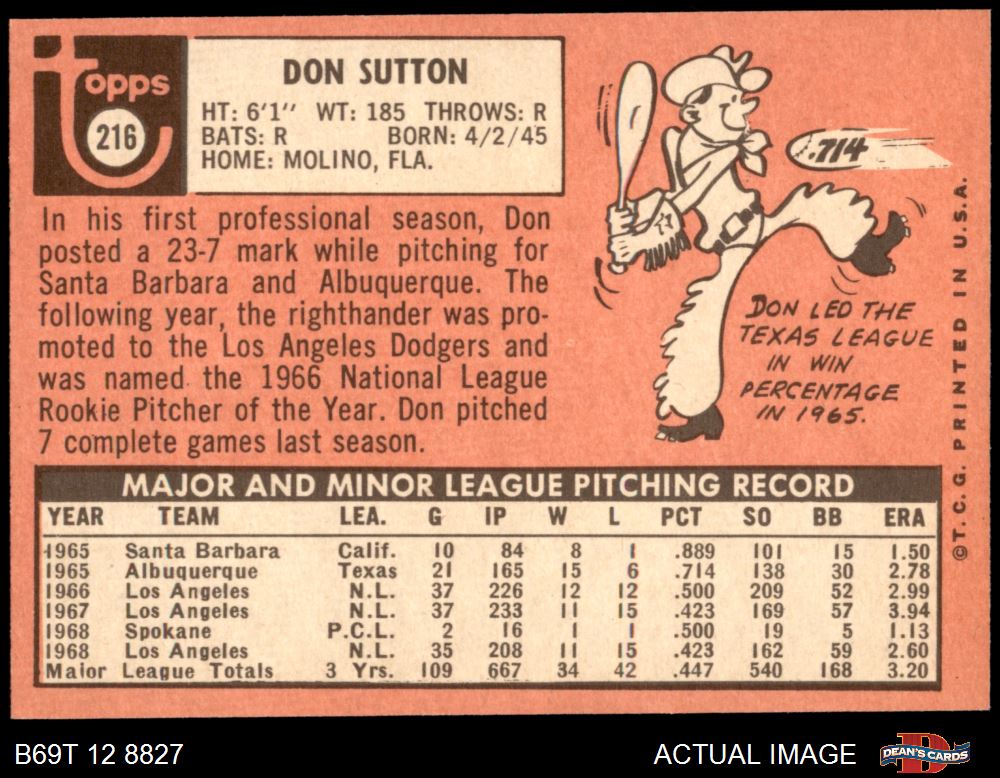 Topps
216
DON SUTTON
HT: 6'1" WT: 185 THROWS: R
BATS: R BORN: 4/2/45
HOME: MOLINO, FLA.
In his first professional season, Don
posted a 23-7 mark while pitching for
Santa Barbara and Albuquerque. The
following year, the righthander was pro-
moted to the Los Angeles Dodgers and
was named the 1966 National League
Rookie Pitcher of the Year. Don pitched
7 complete games last season.
.714
DON LED THE
TEXAS LEAGUE
IN WIN
PERCENTAGE
IN 1965.
©T.C.G. PRINTED IN U.S.A.
MAJOR AND MINOR LEAGUE PITCHING RECORD
YEAR TEAM LEA. G IP W L PCT SO BB ERA
1965 Santa Barbara Calif. 10 84 8 1 .889 101 15 1.50
1965 Albuquerque Texas 21 165 15 6 .714 138 30 2.78
1966 Los Angeles N.L. 37 226 12 12 .500 209 52 2.99
1967 Los Angeles N.L. 37 233 11 15 .423 169 57 3.94
1968 Spokane P.C.L. 2 16 1 1 .500 19 5 1.13
1968 Los Angeles N.L. 35 208 11 15 .423 162 59 2.60
Major League Totals 3 Yrs. 109 667 34 42 .447 540 168 3.20
B69T 12 8827
ACTUAL IMAGE
DEAN'S CARDS